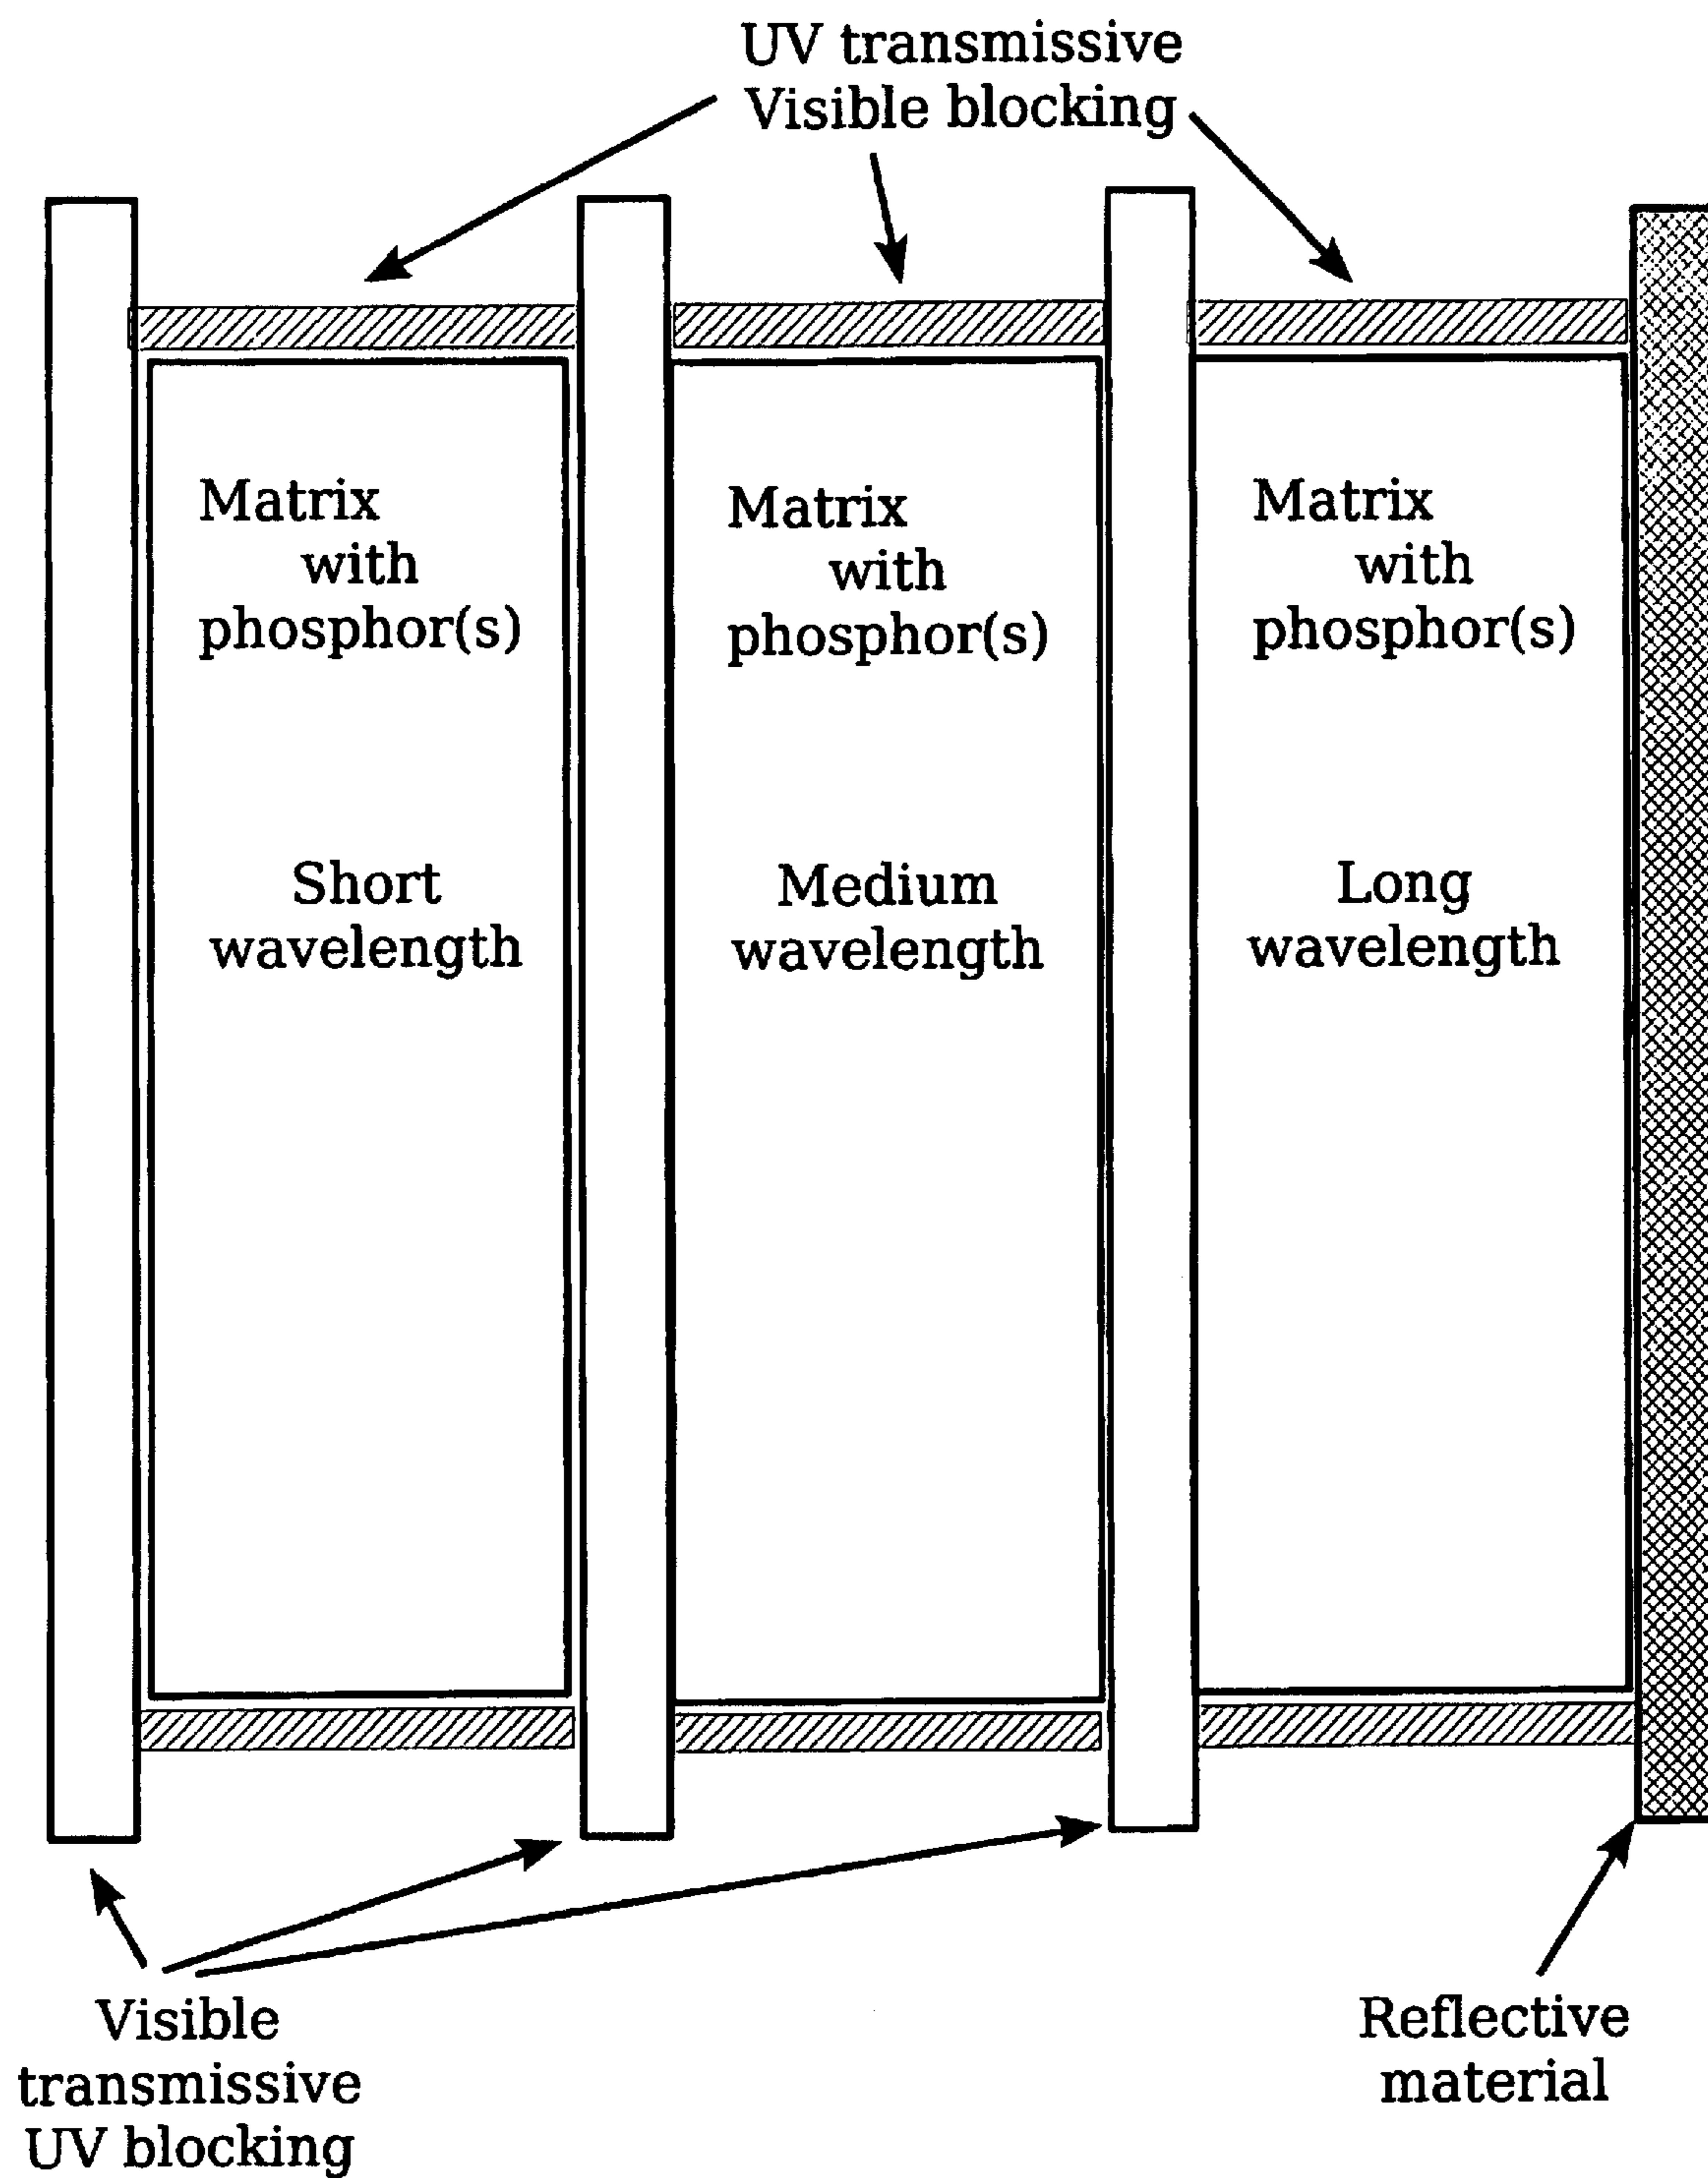 UV transmissive
Visible blocking
Matrix
with
phosphor(s)
Short
wavelength
Matrix
with
phosphor(s)
Medium
wavelength
Matrix
with
phosphor(s)
Long
wavelength
Visible
transmissive
UV blocking
Reflective
material